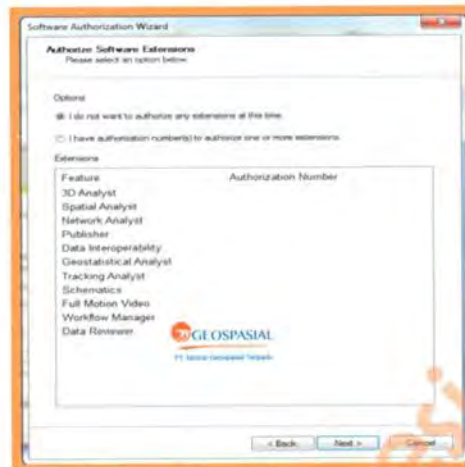 Software Authorization Wizard
Authorize Software Extensions
Please select an option below.
Options
I do not want to authorize any extensions at this time.
I have authorization number(s) to authorize one or more extensions.
Extensions
Feature Authorization Number
3D Analyst
Spatial Analyst
Network Analyst
Publisher
Data Interoperability
Geostatistical Analyst
Tracking Analyst
Schematics
Full Motion Video
Workflow Manager
Data Reviewer
GEOSPASIAL
< Back Next > Cancel